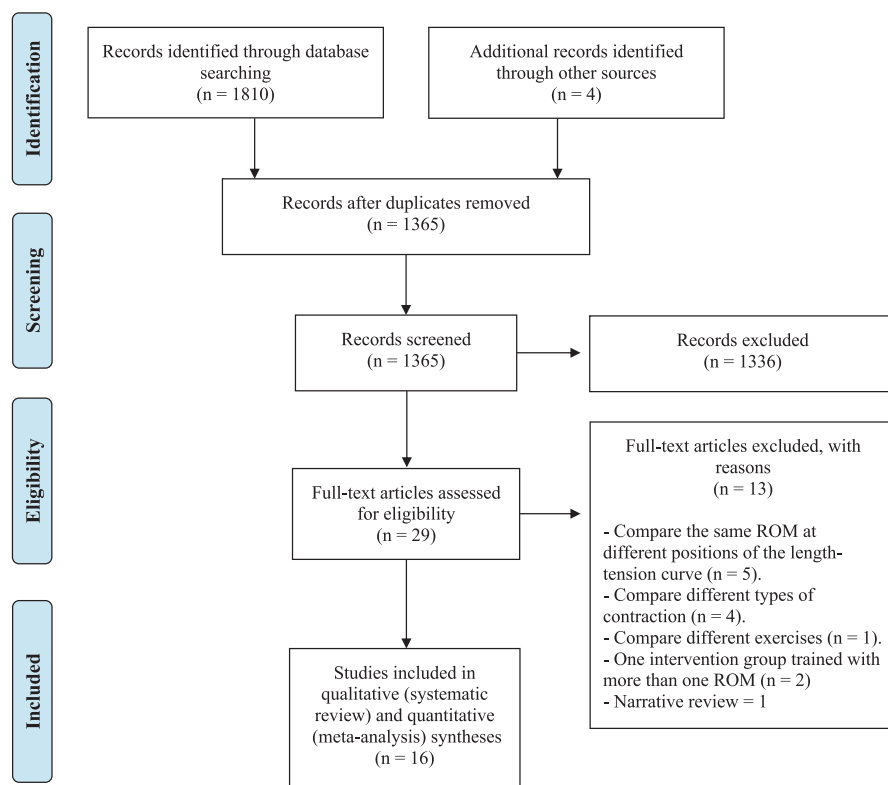 Identification
Records identified through database
searching
(n = 1810)
Additional records identified
through other sources
(n = 4)
Records after duplicates removed
(n = 1365)
Screening
Records screened
(n = 1365)
Records excluded
(n = 1336)
Eligibility
Full-text articles assessed
for eligibility
(n = 29)
Full-text articles excluded, with
reasons
(n = 13)
- Compare the same ROM at
different positions of the length-
tension curve (n = 5).
- Compare different types of
contraction (n = 4).
- Compare different exercises (n = 1).
- One intervention group trained with
more than one ROM (n = 2)
- Narrative review = 1
Included
Studies included in
qualitative (systematic
review) and quantitative
(meta-analysis) syntheses
(n = 16)